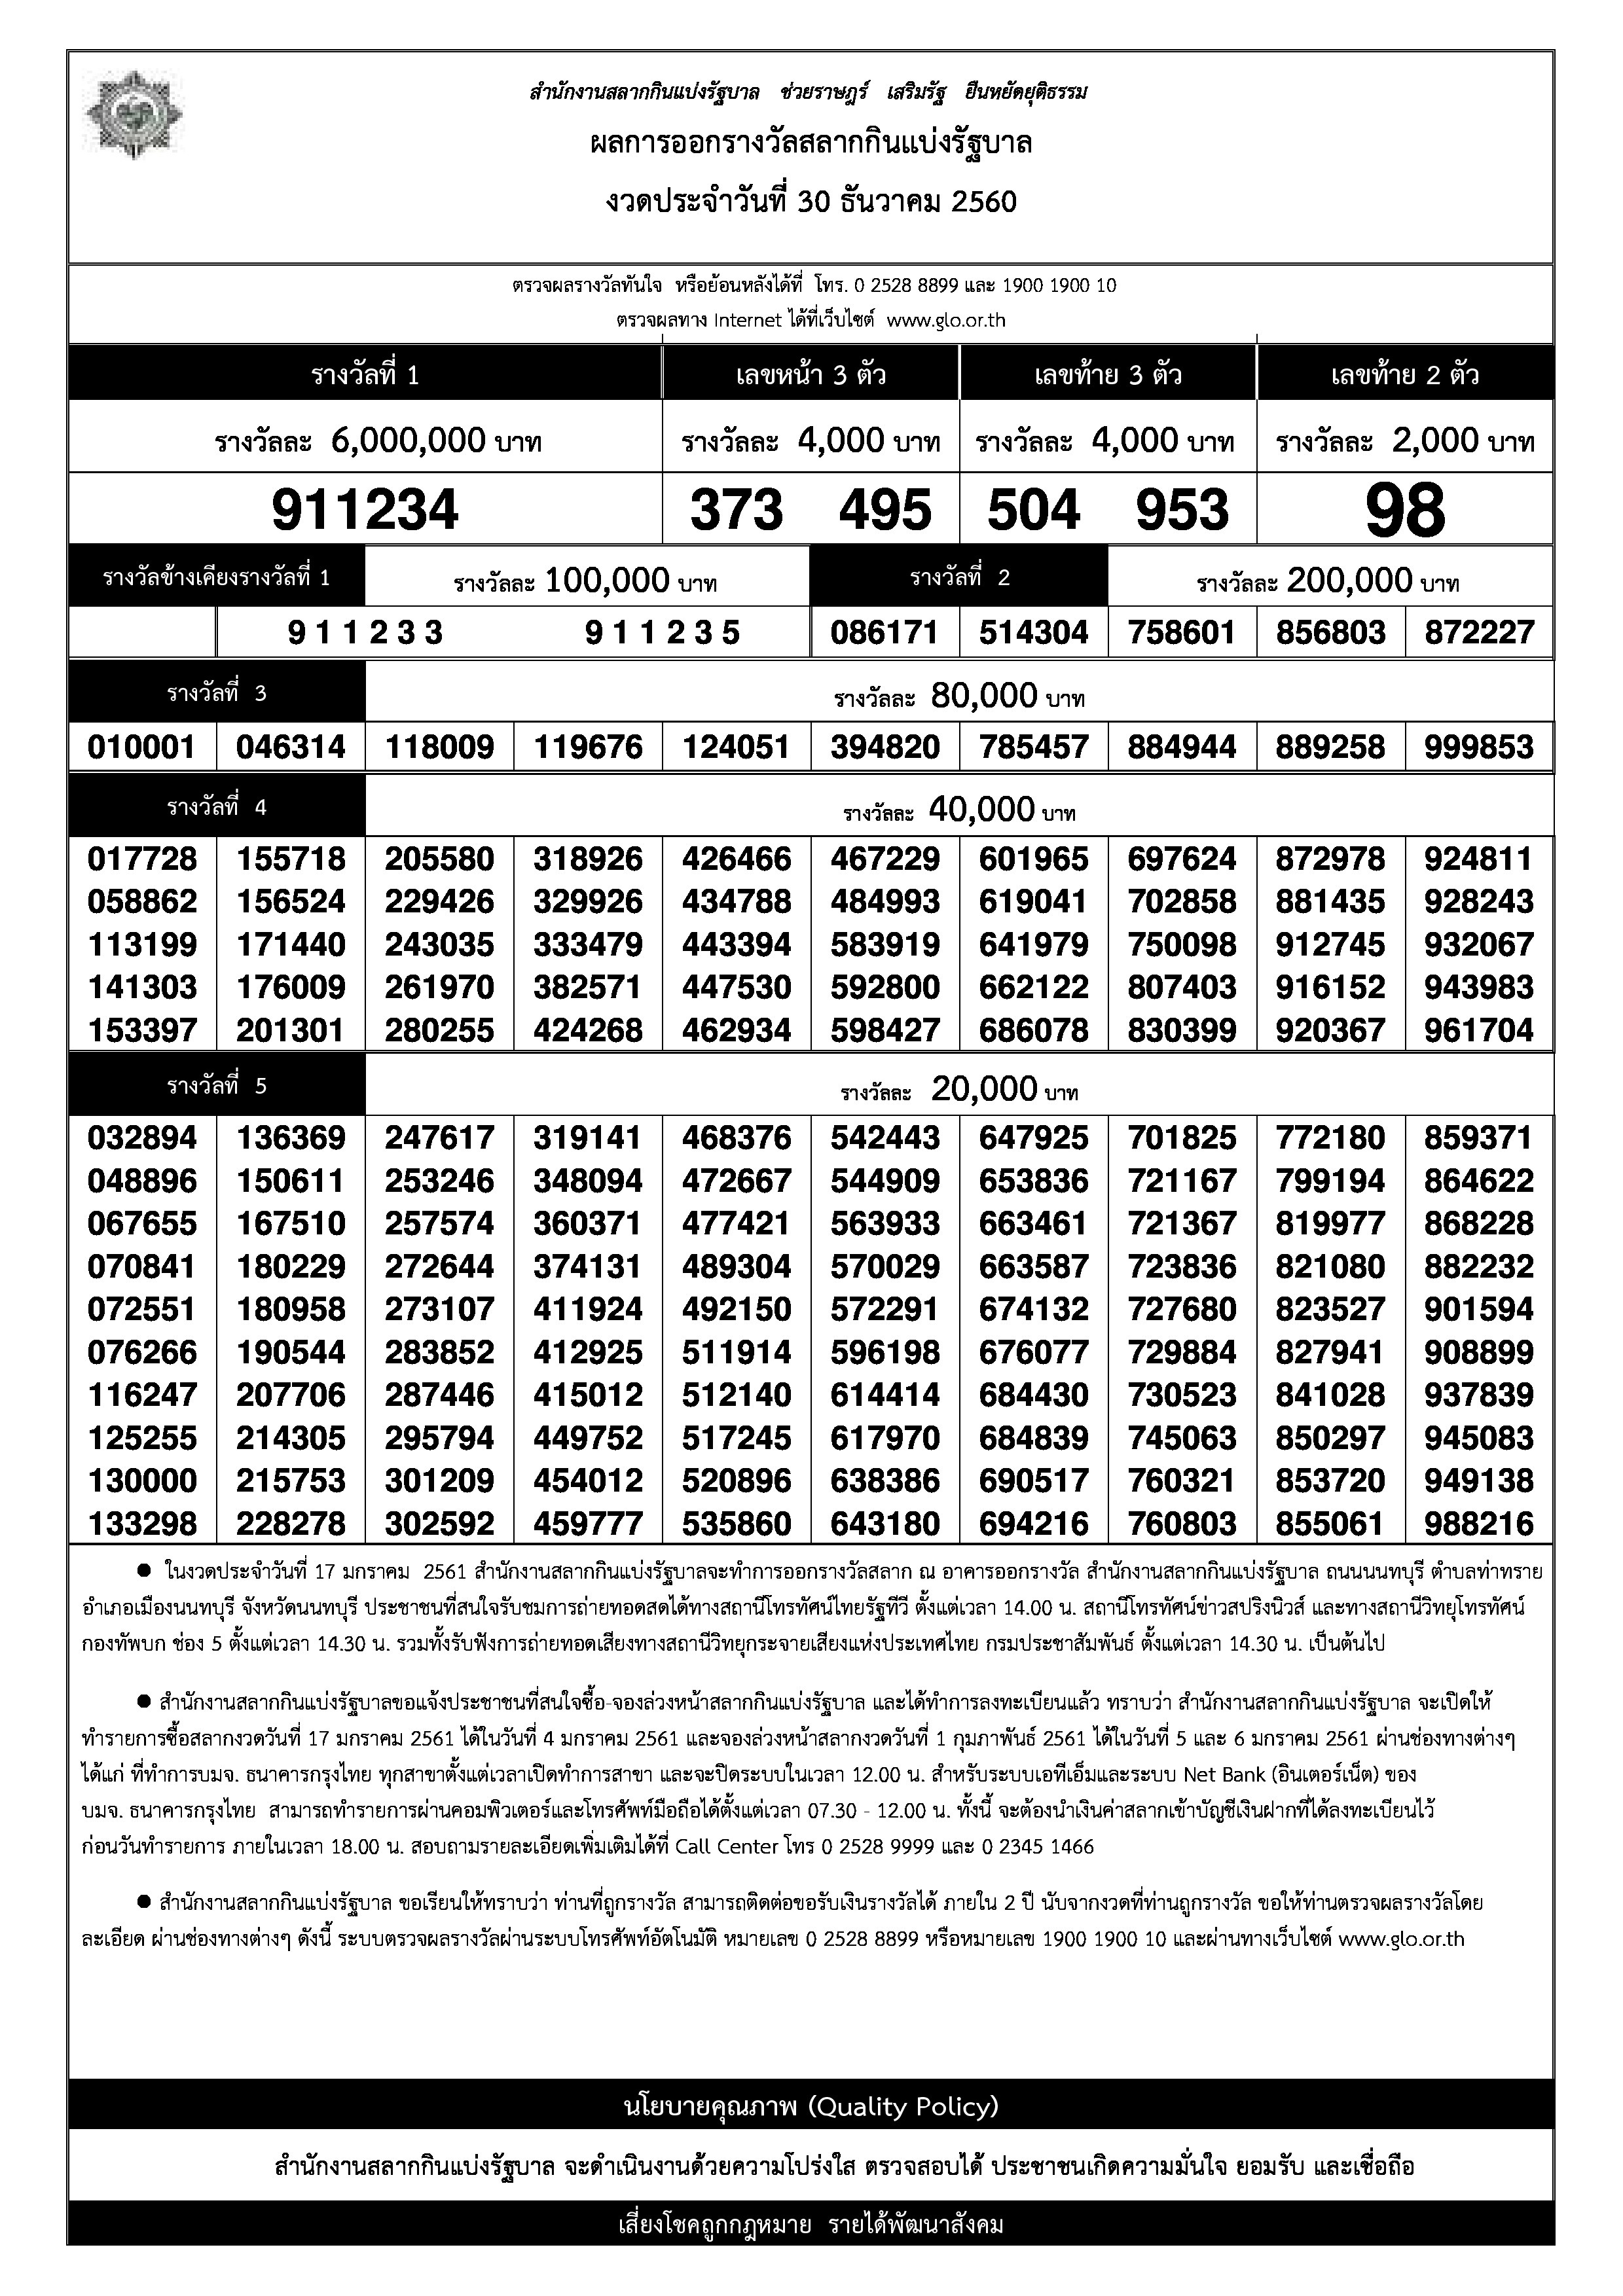 สำนักงานสลากกินแบ่งรัฐบาล ช่วยราษฎร์ เสริมรัฐ ยืนหยัดยุติธรรม
ผลการออกรางวัลสลากกินแบ่งรัฐบาล
งวดประจำวันที่ 30 ธันวาคม 2560
ตรวจผลรางวัลทันใจ หรือย้อนหลังได้ที่ โทร. 0 2528 8899 และ 1900 1900 10
ตรวจผลทาง Internet ได้ที่เว็บไซต์ www.glo.or.th
รางวัลที่ 1 เลขหน้า 3 ตัว เลขท้าย 3 ตัว เลขท้าย 2 ตัว
รางวัลละ 6,000,000 บาท รางวัลละ 4,000 บาท รางวัลละ 4,000 บาท รางวัลละ 2,000 บาท
911234 373 495 504 953 98
รางวัลข้างเคียงรางวัลที่ 1 รางวัลละ 100,000 บาท รางวัลที่ 2 รางวัลละ 200,000 บาท
9 1 1 2 3 3 9 1 1 2 3 5 086171 514304 758601 856803 872227
รางวัลที่ 3 รางวัลละ 80,000 บาท
010001 046314 118009 119676 124051 394820 785457 884944 889258 999853
รางวัลที่ 4 รางวัลละ 40,000 บาท
017728 155718 205580 318926 426466 467229 601965 697624 872978 924811
058862 156524 229426 329926 434788 484993 619041 702858 881435 928243
113199 171440 243035 333479 443394 583919 641979 750098 912745 932067
141303 176009 261970 382571 447530 592800 662122 807403 916152 943983
153397 201301 280255 424268 462934 598427 686078 830399 920367 961704
รางวัลที่ 5 รางวัลละ 20,000 บาท
032894 136369 247617 319141 468376 542443 647925 701825 772180 859371
048896 150611 253246 348094 472667 544909 653836 721167 799194 864622
067655 167510 257574 360371 477421 563933 663461 721367 819977 868228
070841 180229 272644 374131 489304 570029 663587 723836 821080 882232
072551 180958 273107 411924 492150 572291 674132 727680 823527 901594
076266 190544 283852 412925 511914 596198 676077 729884 827941 908899
116247 207706 287446 415012 512140 614414 684430 730523 841028 937839
125255 214305 295794 449752 517245 617970 684839 745063 850297 945083
130000 215753 301209 454012 520896 638386 690517 760321 853720 949138
133298 228278 302592 459777 535860 643180 694216 760803 855061 988216
● ในงวดประจำวันที่ 17 มกราคม 2561 สำนักงานสลากกินแบ่งรัฐบาลจะทำการออกรางวัลสลาก ณ อาคารออกรางวัล สำนักงานสลากกินแบ่งรัฐบาล ถนนนนทบุรี ตำบลท่าทราย
อำเภอเมืองนนทบุรี จังหวัดนนทบุรี ประชาชนที่สนใจรับชมการถ่ายทอดสดได้ทางสถานีโทรทัศน์ไทยรัฐทีวี ตั้งแต่เวลา 14.00 น. สถานีโทรทัศน์ข่าวสปริงนิวส์ และทางสถานีวิทยุโทรทัศน์
กองทัพบก ช่อง 5 ตั้งแต่เวลา 14.30 น. รวมทั้งรับฟังการถ่ายทอดเสียงทางสถานีวิทยุกระจายเสียงแห่งประเทศไทย กรมประชาสัมพันธ์ ตั้งแต่เวลา 14.30 น. เป็นต้นไป
● สำนักงานสลากกินแบ่งรัฐบาลขอแจ้งประชาชนที่สนใจซื้อ-จองล่วงหน้าสลากกินแบ่งรัฐบาล และได้ทำการลงทะเบียนแล้ว ทราบว่า สำนักงานสลากกินแบ่งรัฐบาล จะเปิดให้
ทำรายการซื้อสลากงวดวันที่ 17 มกราคม 2561 ได้ในวันที่ 4 มกราคม 2561 และจองล่วงหน้าสลากงวดวันที่ 1 กุมภาพันธ์ 2561 ได้ในวันที่ 5 และ 6 มกราคม 2561 ผ่านช่องทางต่างๆ
ได้แก่ ที่ทำการบมจ. ธนาคารกรุงไทย ทุกสาขาตั้งแต่เวลาเปิดทำการสาขา และจะปิดระบบในเวลา 12.00 น. สำหรับระบบเอทีเอ็มและระบบ Net Bank (อินเตอร์เน็ต) ของ
บมจ. ธนาคารกรุงไทย สามารถทำรายการผ่านคอมพิวเตอร์และโทรศัพท์มือถือได้ตั้งแต่เวลา 07.30 - 12.00 น. ทั้งนี้ จะต้องนำเงินค่าสลากเข้าบัญชีเงินฝากที่ได้ลงทะเบียนไว้
ก่อนวันทำรายการ ภายในเวลา 18.00 น. สอบถามรายละเอียดเพิ่มเติมได้ที่ Call Center โทร 0 2528 9999 และ 0 2345 1466
● สำนักงานสลากกินแบ่งรัฐบาล ขอเรียนให้ทราบว่า ท่านที่ถูกรางวัล สามารถติดต่อขอรับเงินรางวัลได้ ภายใน 2 ปี นับจากงวดที่ท่านถูกรางวัล ขอให้ท่านตรวจผลรางวัลโดย
ละเอียด ผ่านช่องทางต่างๆ ดังนี้ ระบบตรวจผลรางวัลผ่านระบบโทรศัพท์อัตโนมัติ หมายเลข 0 2528 8899 หรือหมายเลข 1900 1900 10 และผ่านทางเว็บไซต์ www.glo.or.th
นโยบายคุณภาพ (Quality Policy)
สำนักงานสลากกินแบ่งรัฐบาล จะดำเนินงานด้วยความโปร่งใส ตรวจสอบได้ ประชาชนเกิดความมั่นใจ ยอมรับ และเชื่อถือ
เสี่ยงโชคถูกกฎหมาย รายได้พัฒนาสังคม